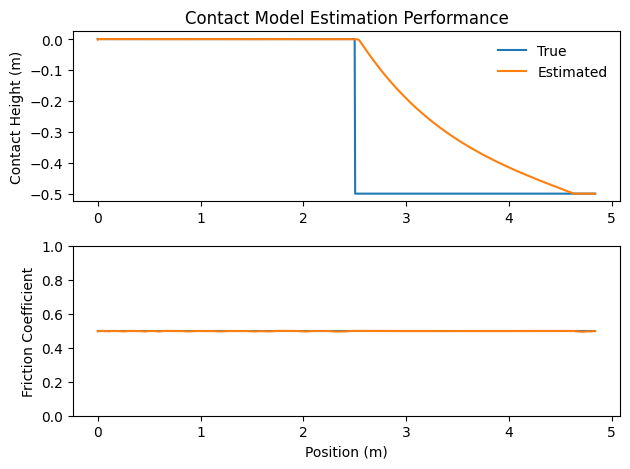 Contact Model Estimation Performance
Contact Height (m)
0.0
−0.1
−0.2
−0.3
−0.4
−0.5
True
Estimated
0 1 2 3 4 5
Friction Coefficient
1.0
0.8
0.6
0.4
0.2
0.0
0 1 2 3 4 5
Position (m)